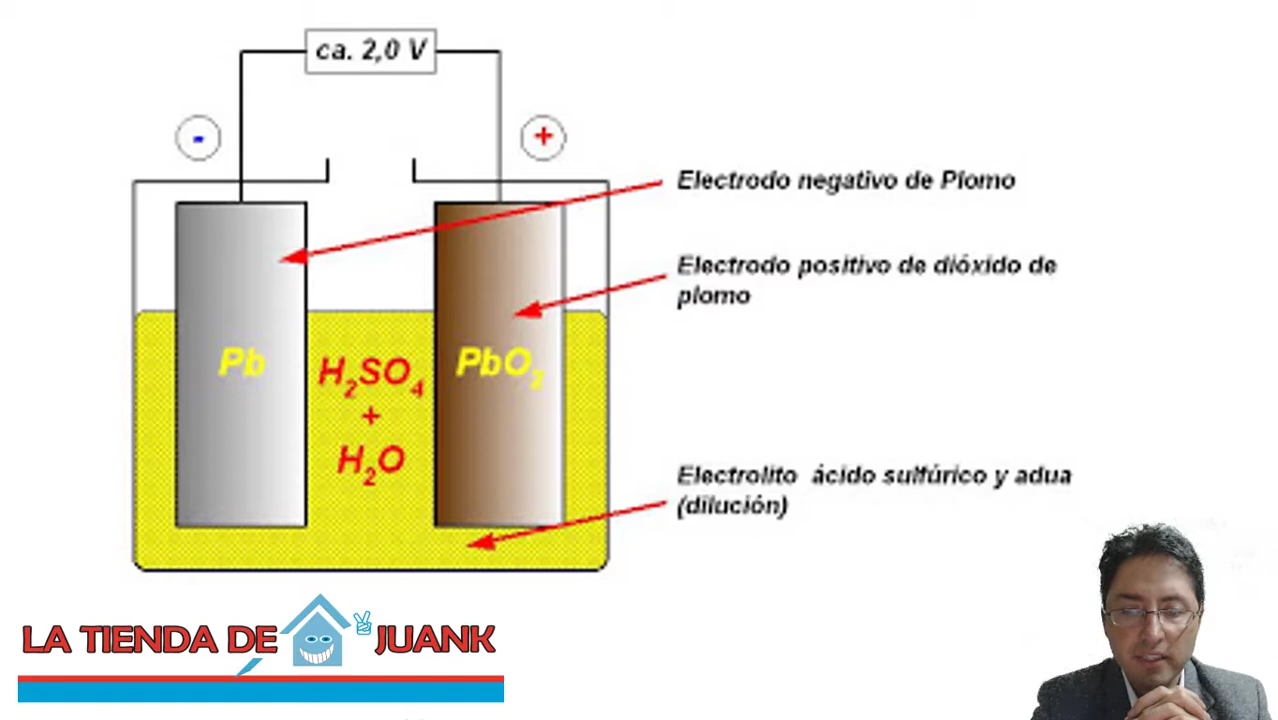 ca. 2,0 V
-
+
Electrodo negativo de Plomo
Electrodo positivo de dióxido de
plomo
Pb
H₂SO₄
+
H₂O
PbO₂
Electrolito ácido sulfúrico y adua
(dilución)
LA TIENDA DE JUANK